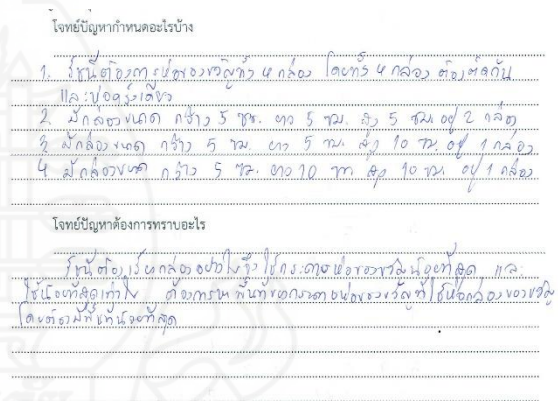 โจทย์ปัญหากำหนดอะไรบ้าง
1. รัชนีต้องการห่อของขวัญทั้ง 4 กล่อง โดยทั้ง 4 กล่อง ต้องติดกัน
และห่อครั้งเดียว
2. มีกล่องขนาด กว้าง 5 ซม. ยาว 5 ซม. สูง 5 ซม. อยู่ 2 กล่อง
3 มีกล่องขนาด กว้าง 5 ซม. ยาว 5 ซม. สูง 10 ซม. อยู่ 1 กล่อง
4 มีกล่องขนาด กว้าง 5 ซม. ยาว 10 ซม. สูง 10 ซม. อยู่ 1 กล่อง
โจทย์ปัญหาต้องการทราบอะไร
รัชนีต้องเรียงกล่องอย่างไรจึงใช้กระดาษห่อของขวัญน้อยที่สุด และ
ใช้น้อยที่สุดเท่าไร ต้องการหาพื้นที่ของกระดาษห่อของขวัญที่ใช้ห่อกล่องของขวัญ
โดยต้องมีพื้นที่น้อยที่สุด